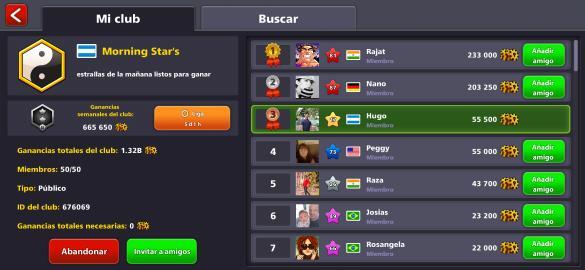 Mi club
Buscar
Morning Star's
estrallas de la mañana listos para ganar
Ganancias
semanales del club:
665 650
Liga
5d1h
Ganancias totales del club: 1.32B
Miembros: 50/50
Tipo: Público
ID del club: 676069
Ganancias totales necesarias: 0
Abandonar
Invitar a amigos
1
Rajat
Miembro
233 000
Añadir
amigo
2
Nano
Miembro
203 250
Añadir
amigo
3
Hugo
Miembro
55 500
4
73
Peggy
Miembro
55 000
Añadir
amigo
5
Raza
Miembro
43 700
Añadir
amigo
6
Josias
Miembro
23 200
Añadir
amigo
7
Rosangela
Miembro
22 000
Añadir
amigo